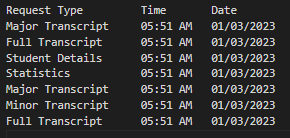 Request Type Time Date
Major Transcript 05:51 AM 01/03/2023
Full Transcript 05:51 AM 01/03/2023
Student Details 05:51 AM 01/03/2023
Statistics 05:51 AM 01/03/2023
Major Transcript 05:51 AM 01/03/2023
Minor Transcript 05:51 AM 01/03/2023
Full Transcript 05:51 AM 01/03/2023